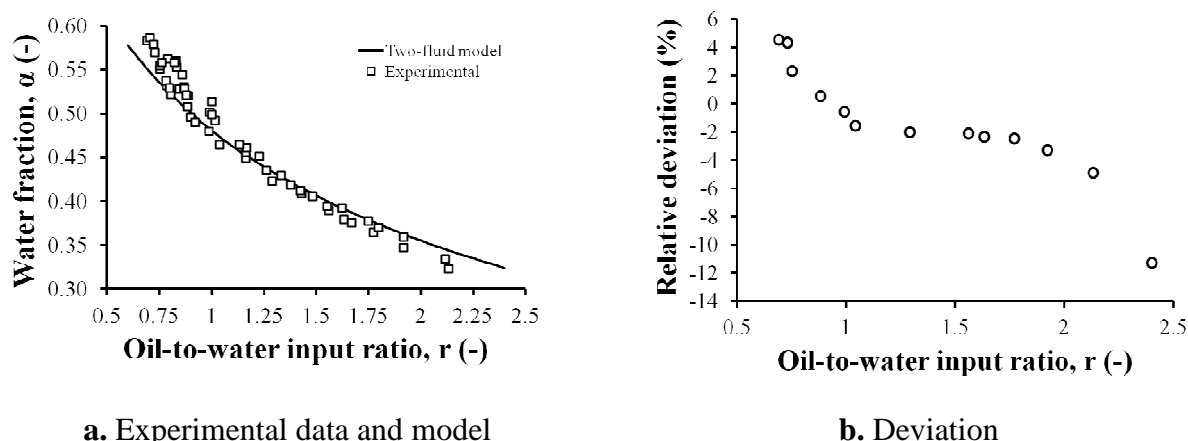 0.60
0.55
0.50
0.45
0.40
0.35
0.30
Water fraction, α (-)
Two-fluid model
Experimental
0.5 0.75 1 1.25 1.5 1.75 2 2.25 2.5
Oil-to-water input ratio, r (-)
a. Experimental data and model
6
4
2
0
-2
-4
-6
-8
-10
-12
-14
Relative deviation (%)
0.5 1 1.5 2 2.5
Oil-to-water input ratio, r (-)
b. Deviation